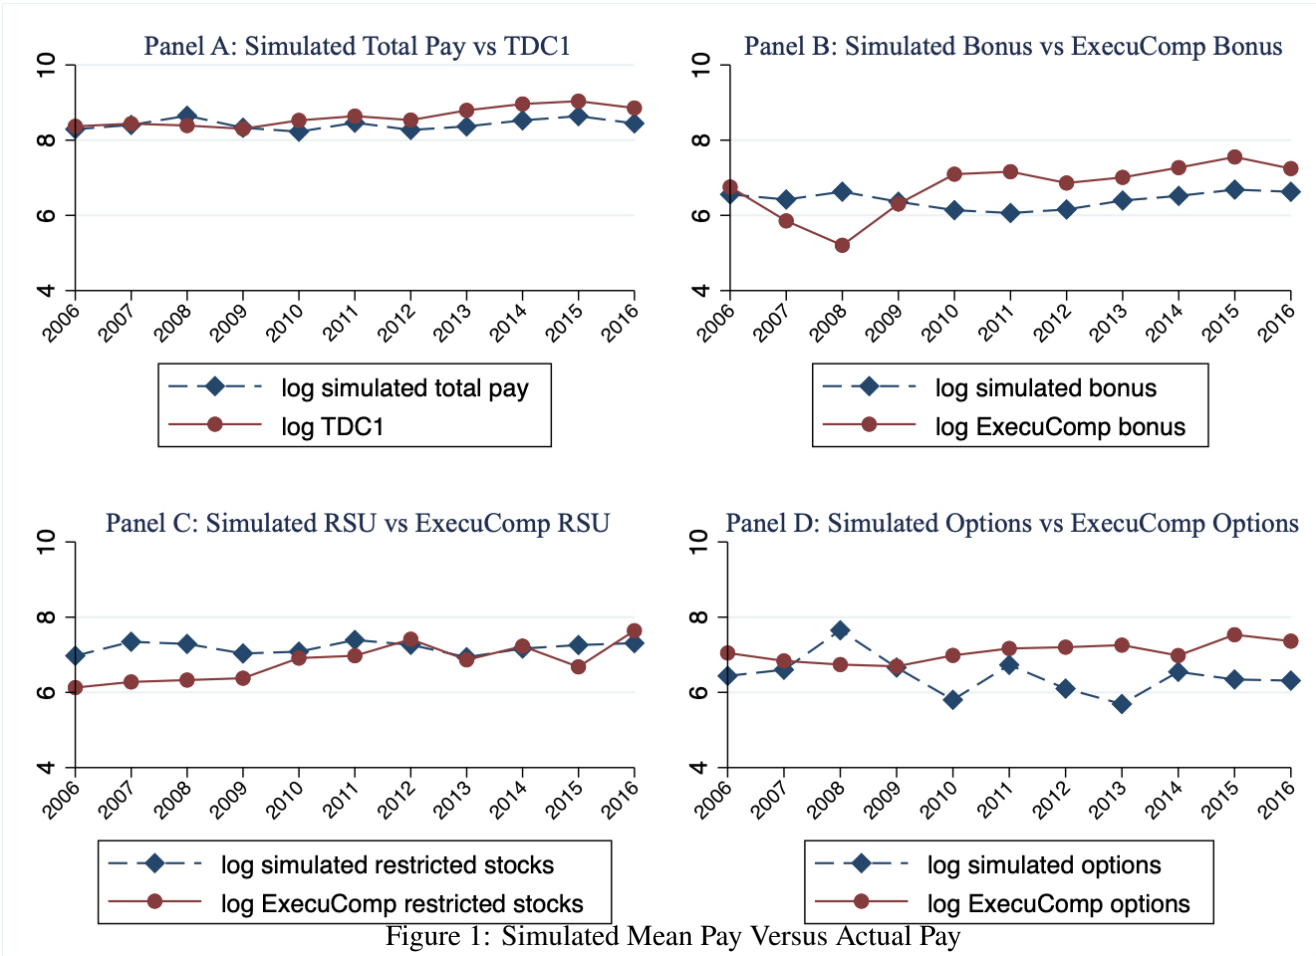 Panel A: Simulated Total Pay vs TDC1
10
8
6
4
2006 2007 2008 2009 2010 2011 2012 2013 2014 2015 2016
log simulated total pay
log TDC1
Panel B: Simulated Bonus vs ExecuComp Bonus
10
8
6
4
2006 2007 2008 2009 2010 2011 2012 2013 2014 2015 2016
log simulated bonus
log ExecuComp bonus
Panel C: Simulated RSU vs ExecuComp RSU
10
8
6
4
2006 2007 2008 2009 2010 2011 2012 2013 2014 2015 2016
log simulated restricted stocks
log ExecuComp restricted stocks
Panel D: Simulated Options vs ExecuComp Options
10
8
6
4
2006 2007 2008 2009 2010 2011 2012 2013 2014 2015 2016
log simulated options
log ExecuComp options
Figure 1: Simulated Mean Pay Versus Actual Pay